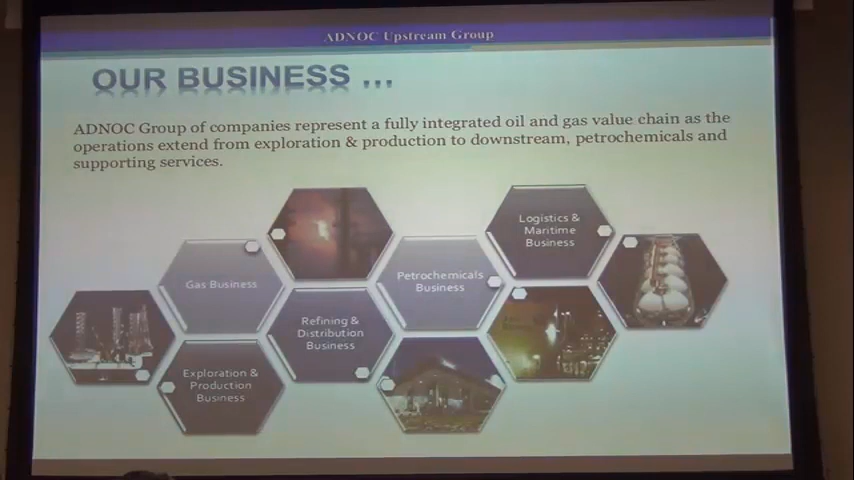 ADNOC Upstream Group
OUR BUSINESS ...
ADNOC Group of companies represent a fully integrated oil and gas value chain as the
operations extend from exploration & production to downstream, petrochemicals and
supporting services.
Logistics &
Maritime
Business
Petrochemicals
Business
Gas Business
Refining &
Distribution
Business
Exploration &
Production
Business